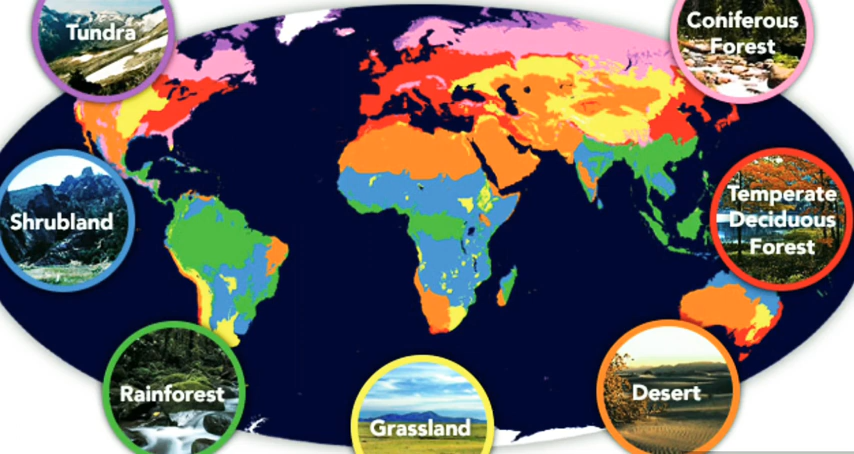 Tundra
Coniferous
Forest
Shrubland
Temperate
Deciduous
Forest
Rainforest
Grassland
Desert